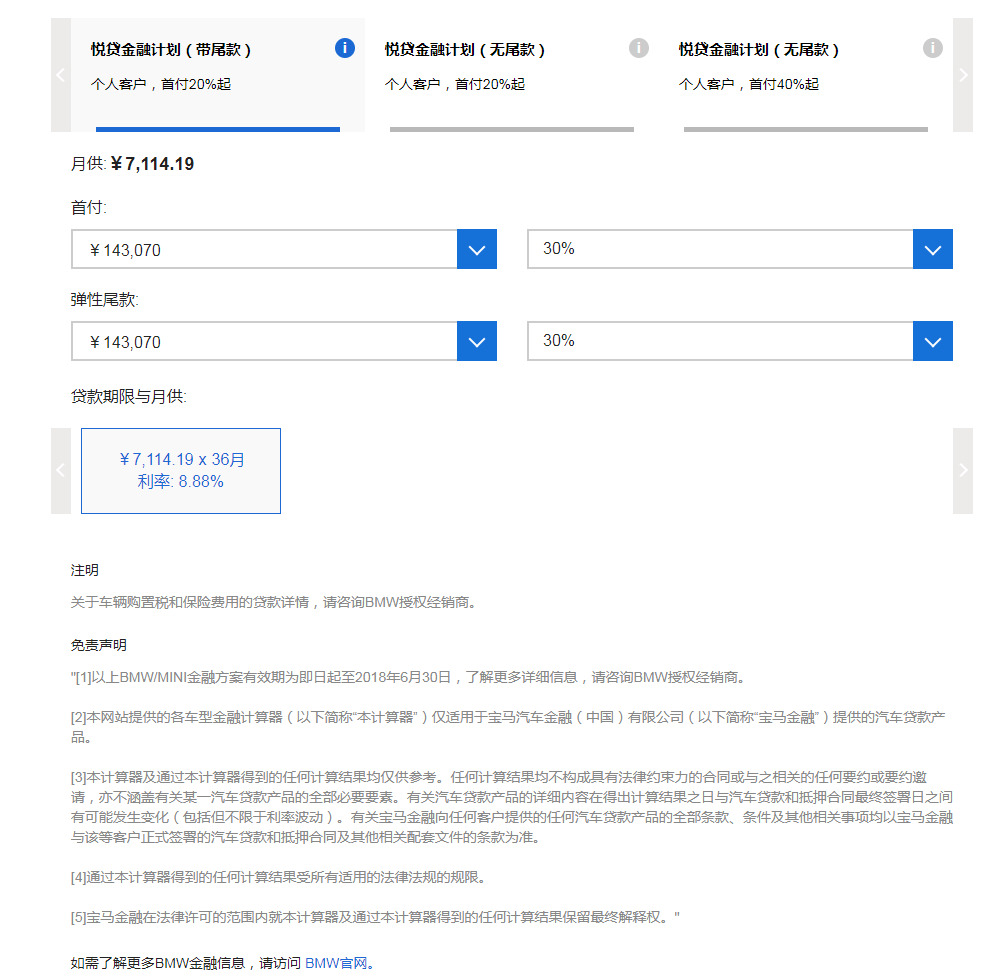 悦贷金融计划（带尾款）
个人客户，首付20%起
悦贷金融计划（无尾款）
个人客户，首付20%起
悦贷金融计划（无尾款）
个人客户，首付40%起
月供: ¥ 7,114.19
首付:
¥ 143,070
30%
弹性尾款:
¥ 143,070
30%
贷款期限与月供:
¥ 7,114.19 x 36月
利率: 8.88%
注明
关于车辆购置税和保险费用的贷款详情，请咨询BMW授权经销商。
免责声明
"[1]以上BMW/MINI金融方案有效期为即日起至2018年6月30日，了解更多详细信息，请咨询BMW授权经销商。
[2]本网站提供的各车型金融计算器（以下简称“本计算器”）仅适用于宝马汽车金融（中国）有限公司（以下简称“宝马金融”）提供的汽车贷款产
品。
[3]本计算器及通过本计算器得到的任何计算结果均仅供参考。任何计算结果均不构成具有法律约束力的合同或与之相关的任何要约或要约邀
请，亦不涵盖有关某一汽车贷款产品的全部必要要素。有关汽车贷款产品的详细内容在得出计算结果之日与汽车贷款和抵押合同最终签署日之间
有可能发生变化（包括但不限于利率波动）。有关宝马金融向任何客户提供的任何汽车贷款产品的全部条款、条件及其他相关事项均以宝马金融
与该等客户正式签署的汽车贷款和抵押合同及其他相关配套文件的条款为准。
[4]通过本计算器得到的任何计算结果受所有适用的法律法规的规限。
[5]宝马金融在法律许可的范围内就本计算器及通过本计算器得到的任何计算结果保留最终解释权。"
如需了解更多BMW金融信息，请访问 BMW官网。